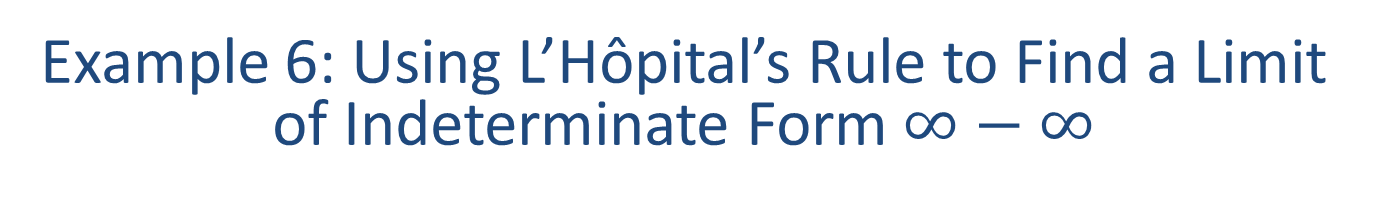 Example 6: Using L’Hôpital’s Rule to Find a Limit
of Indeterminate Form ∞ − ∞